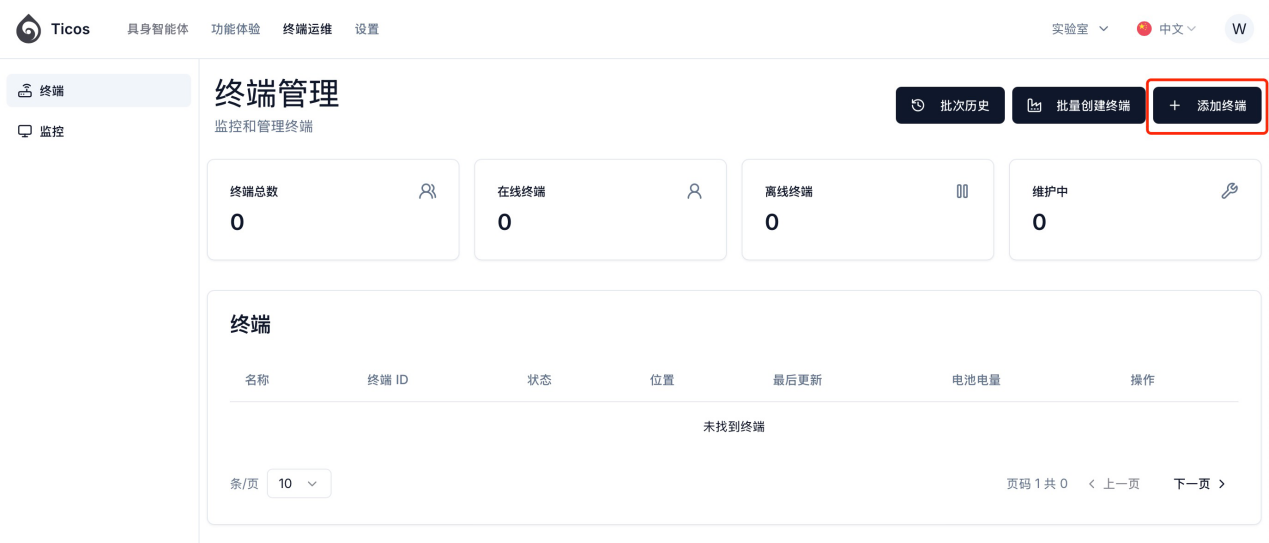 Ticos 具身智能体 功能体验 终端运维 设置 实验室 中文 W
终端
监控
终端管理
监控和管理终端
批次历史 批量创建终端 + 添加终端
终端总数 在线终端 离线终端 维护中
0 0 0 0
终端
名称 终端 ID 状态 位置 最后更新 电池电量 操作
未找到终端
条/页 10 页码 1 共 0 上一页 下一页